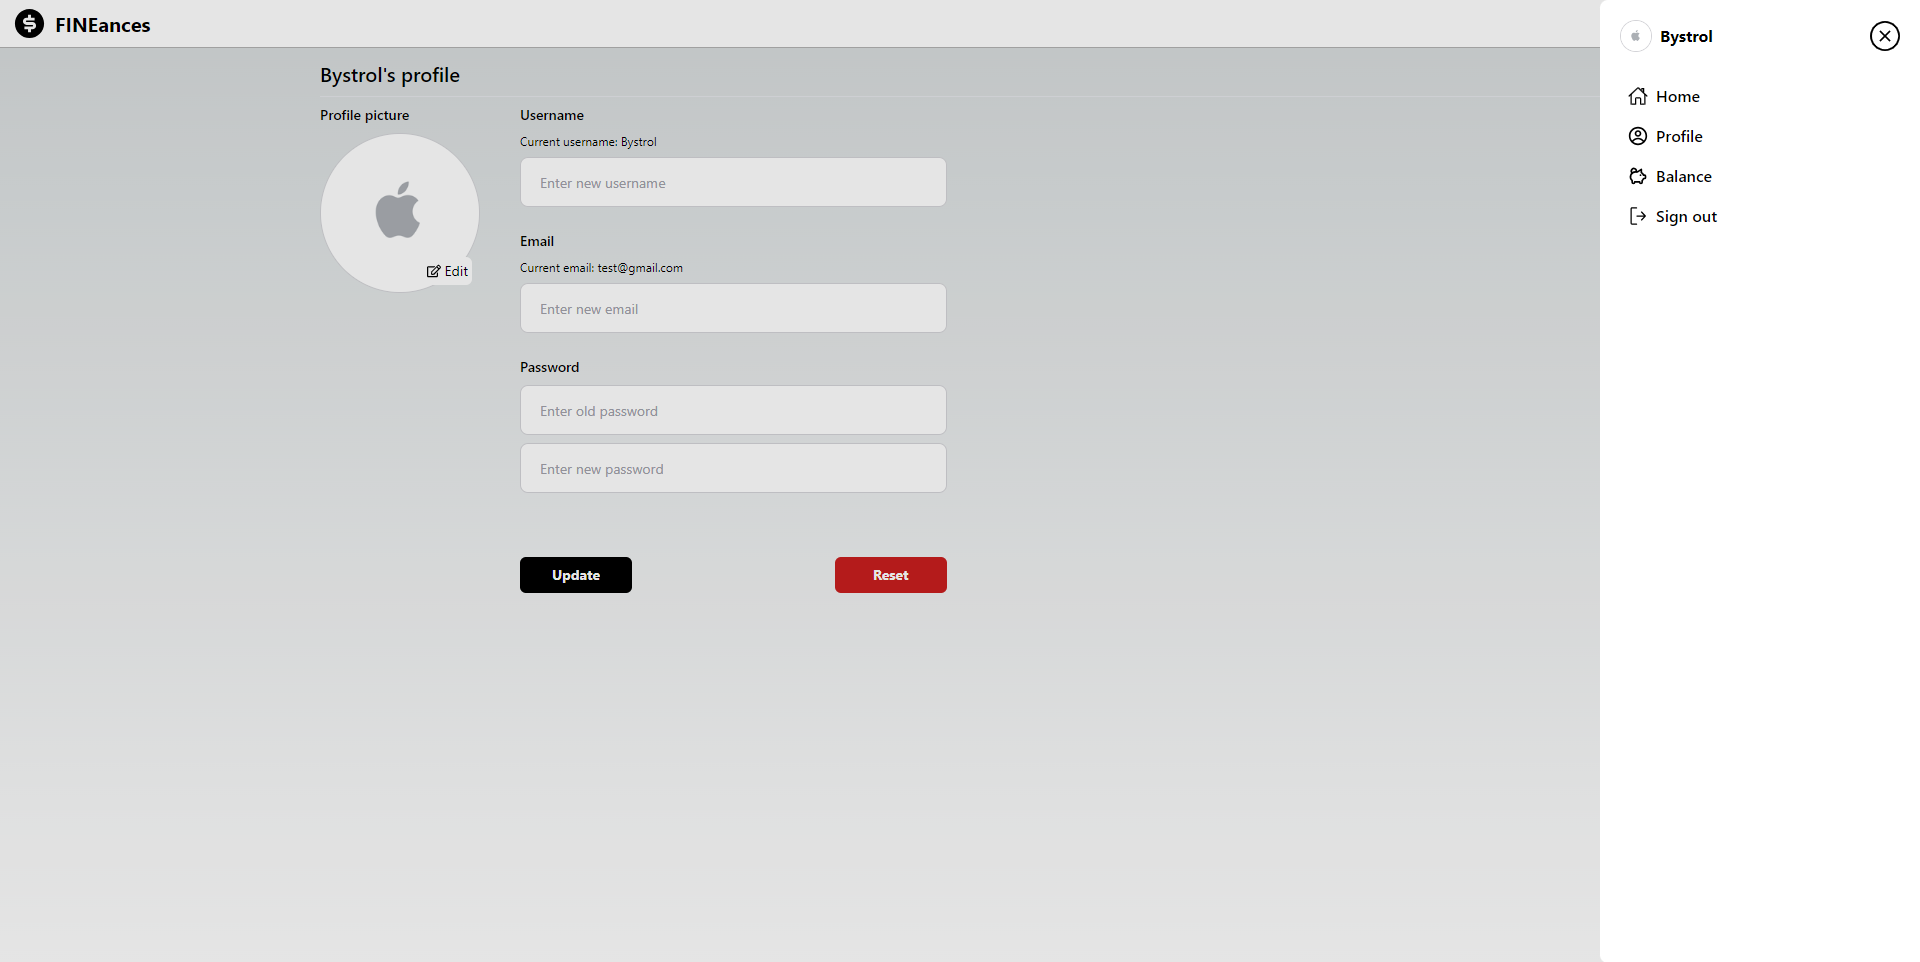 FINEances
Bystrol's profile
Profile picture
Edit
Username
Current username: Bystrol
Enter new username
Email
Current email: test@gmail.com
Enter new email
Password
Enter old password
Enter new password
Update
Reset
Bystrol
Home
Profile
Balance
Sign out